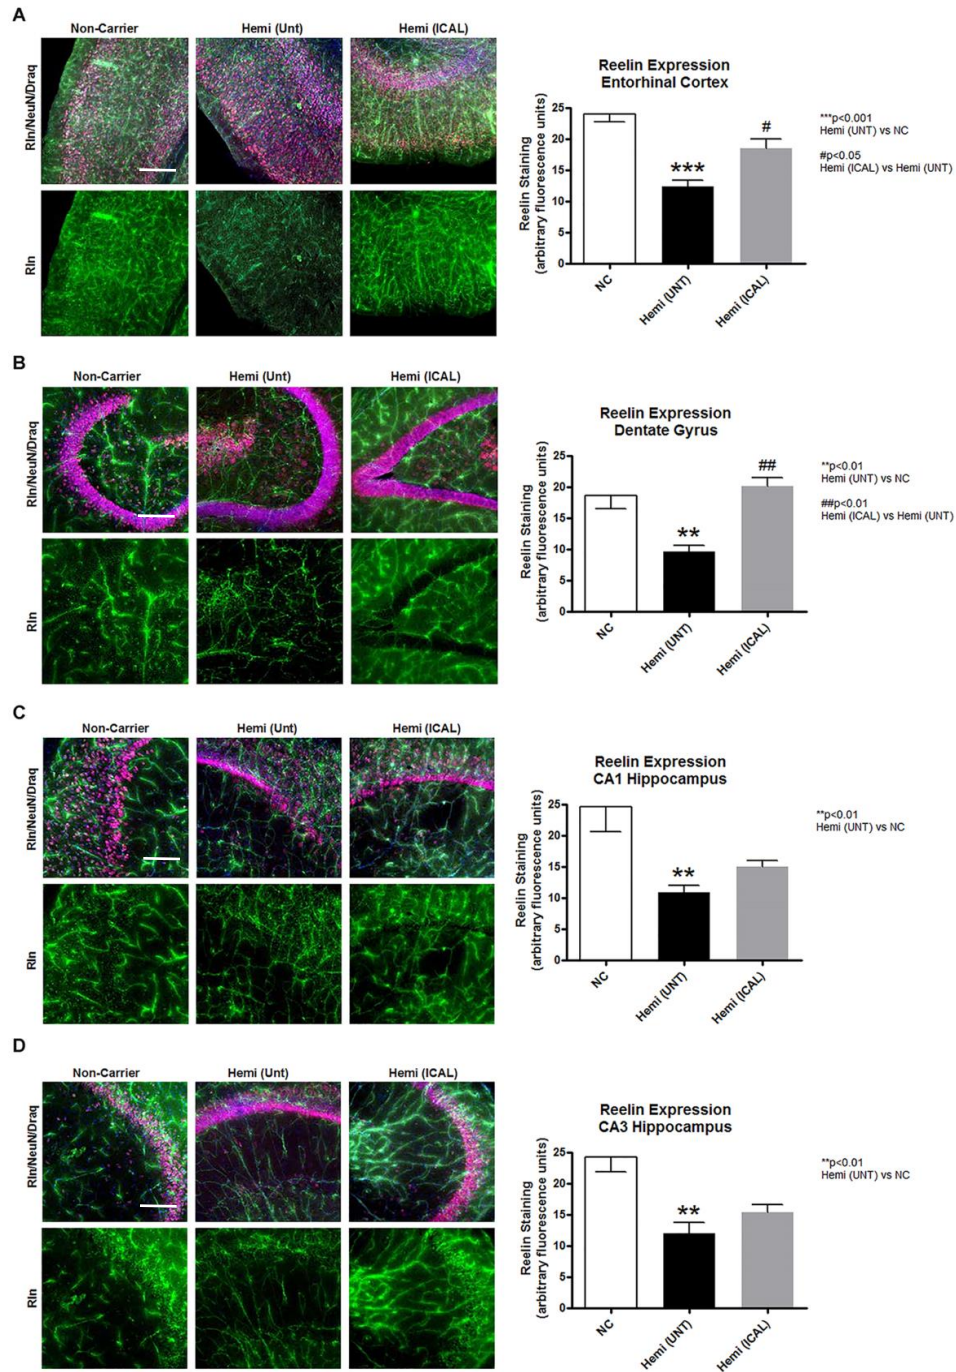 A
Non-Carrier
Hemi (Unt)
Hemi (ICAL)
Rln/NeuN/Draq
Rln
Reelin Expression
Entorhinal Cortex
Reelin Staining
(arbitrary fluorescence units)
25
20
15
10
5
0
***
#
NC
Hemi (UNT)
Hemi (ICAL)
***p<0.001
Hemi (UNT) vs NC
#p<0.05
Hemi (ICAL) vs Hemi (UNT)
B
Non-Carrier
Hemi (Unt)
Hemi (ICAL)
Rln/NeuN/Draq
Rln
Reelin Expression
Dentate Gyrus
Reelin Staining
(arbitrary fluorescence units)
25
20
15
10
5
0
**
##
NC
Hemi (UNT)
Hemi (ICAL)
**p<0.01
Hemi (UNT) vs NC
##p<0.01
Hemi (ICAL) vs Hemi (UNT)
C
Non-Carrier
Hemi (Unt)
Hemi (ICAL)
Rln/NeuN/Draq
Rln
Reelin Expression
CA1 Hippocampus
Reelin Staining
(arbitrary fluorescence units)
25
20
15
10
5
0
**
NC
Hemi (UNT)
Hemi (ICAL)
**p<0.01
Hemi (UNT) vs NC
D
Non-Carrier
Hemi (Unt)
Hemi (ICAL)
Rln/NeuN/Draq
Rln
Reelin Expression
CA3 Hippocampus
Reelin Staining
(arbitrary fluorescence units)
25
20
15
10
5
0
**
NC
Hemi (UNT)
Hemi (ICAL)
**p<0.01
Hemi (UNT) vs NC